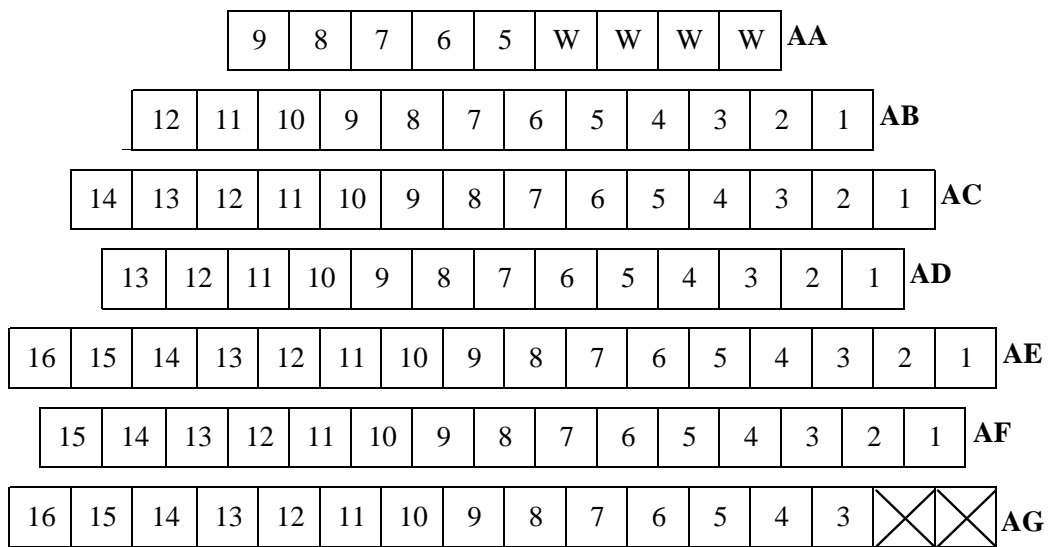 9 8 7 6 5 W W W W AA
12 11 10 9 8 7 6 5 4 3 2 1 AB
14 13 12 11 10 9 8 7 6 5 4 3 2 1 AC
13 12 11 10 9 8 7 6 5 4 3 2 1 AD
16 15 14 13 12 11 10 9 8 7 6 5 4 3 2 1 AE
15 14 13 12 11 10 9 8 7 6 5 4 3 2 1 AF
16 15 14 13 12 11 10 9 8 7 6 5 4 3 AG